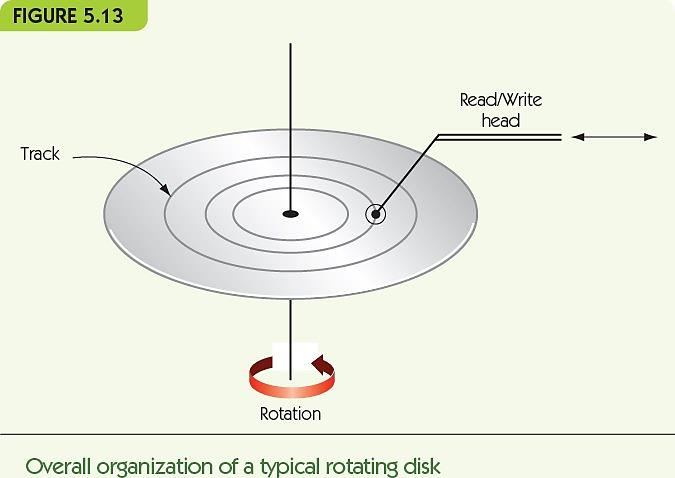 FIGURE 5.13
Read/Write
head
Track
Rotation
Overall organization of a typical rotating disk